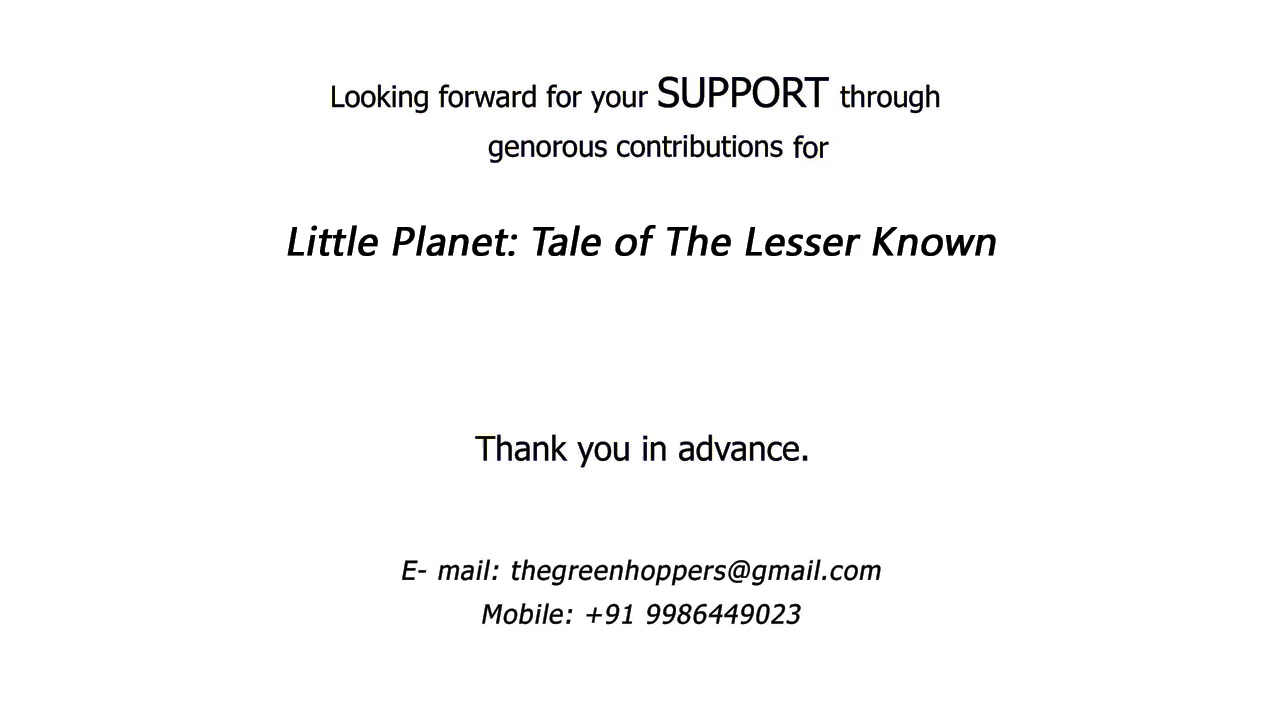 Looking forward for your SUPPORT through
genorous contributions for
Little Planet: Tale of The Lesser Known
Thank you in advance.
E- mail: thegreenhoppers@gmail.com
Mobile: +91 9986449023